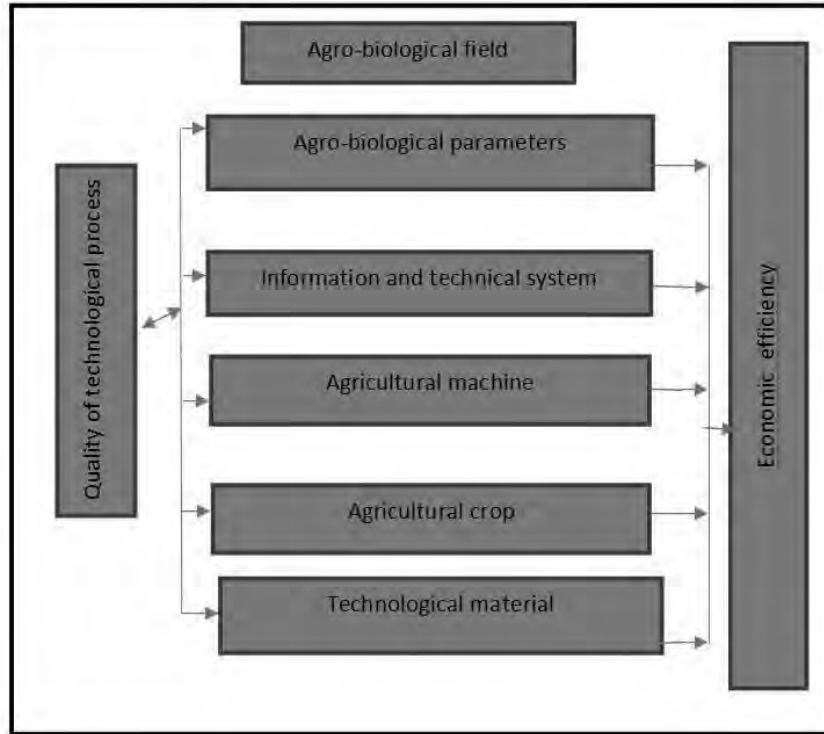 Agro-biological field
Agro-biological parameters
Quality of technological process
Information and technical system
Agricultural machine
Agricultural crop
Technological material
Economic efficiency